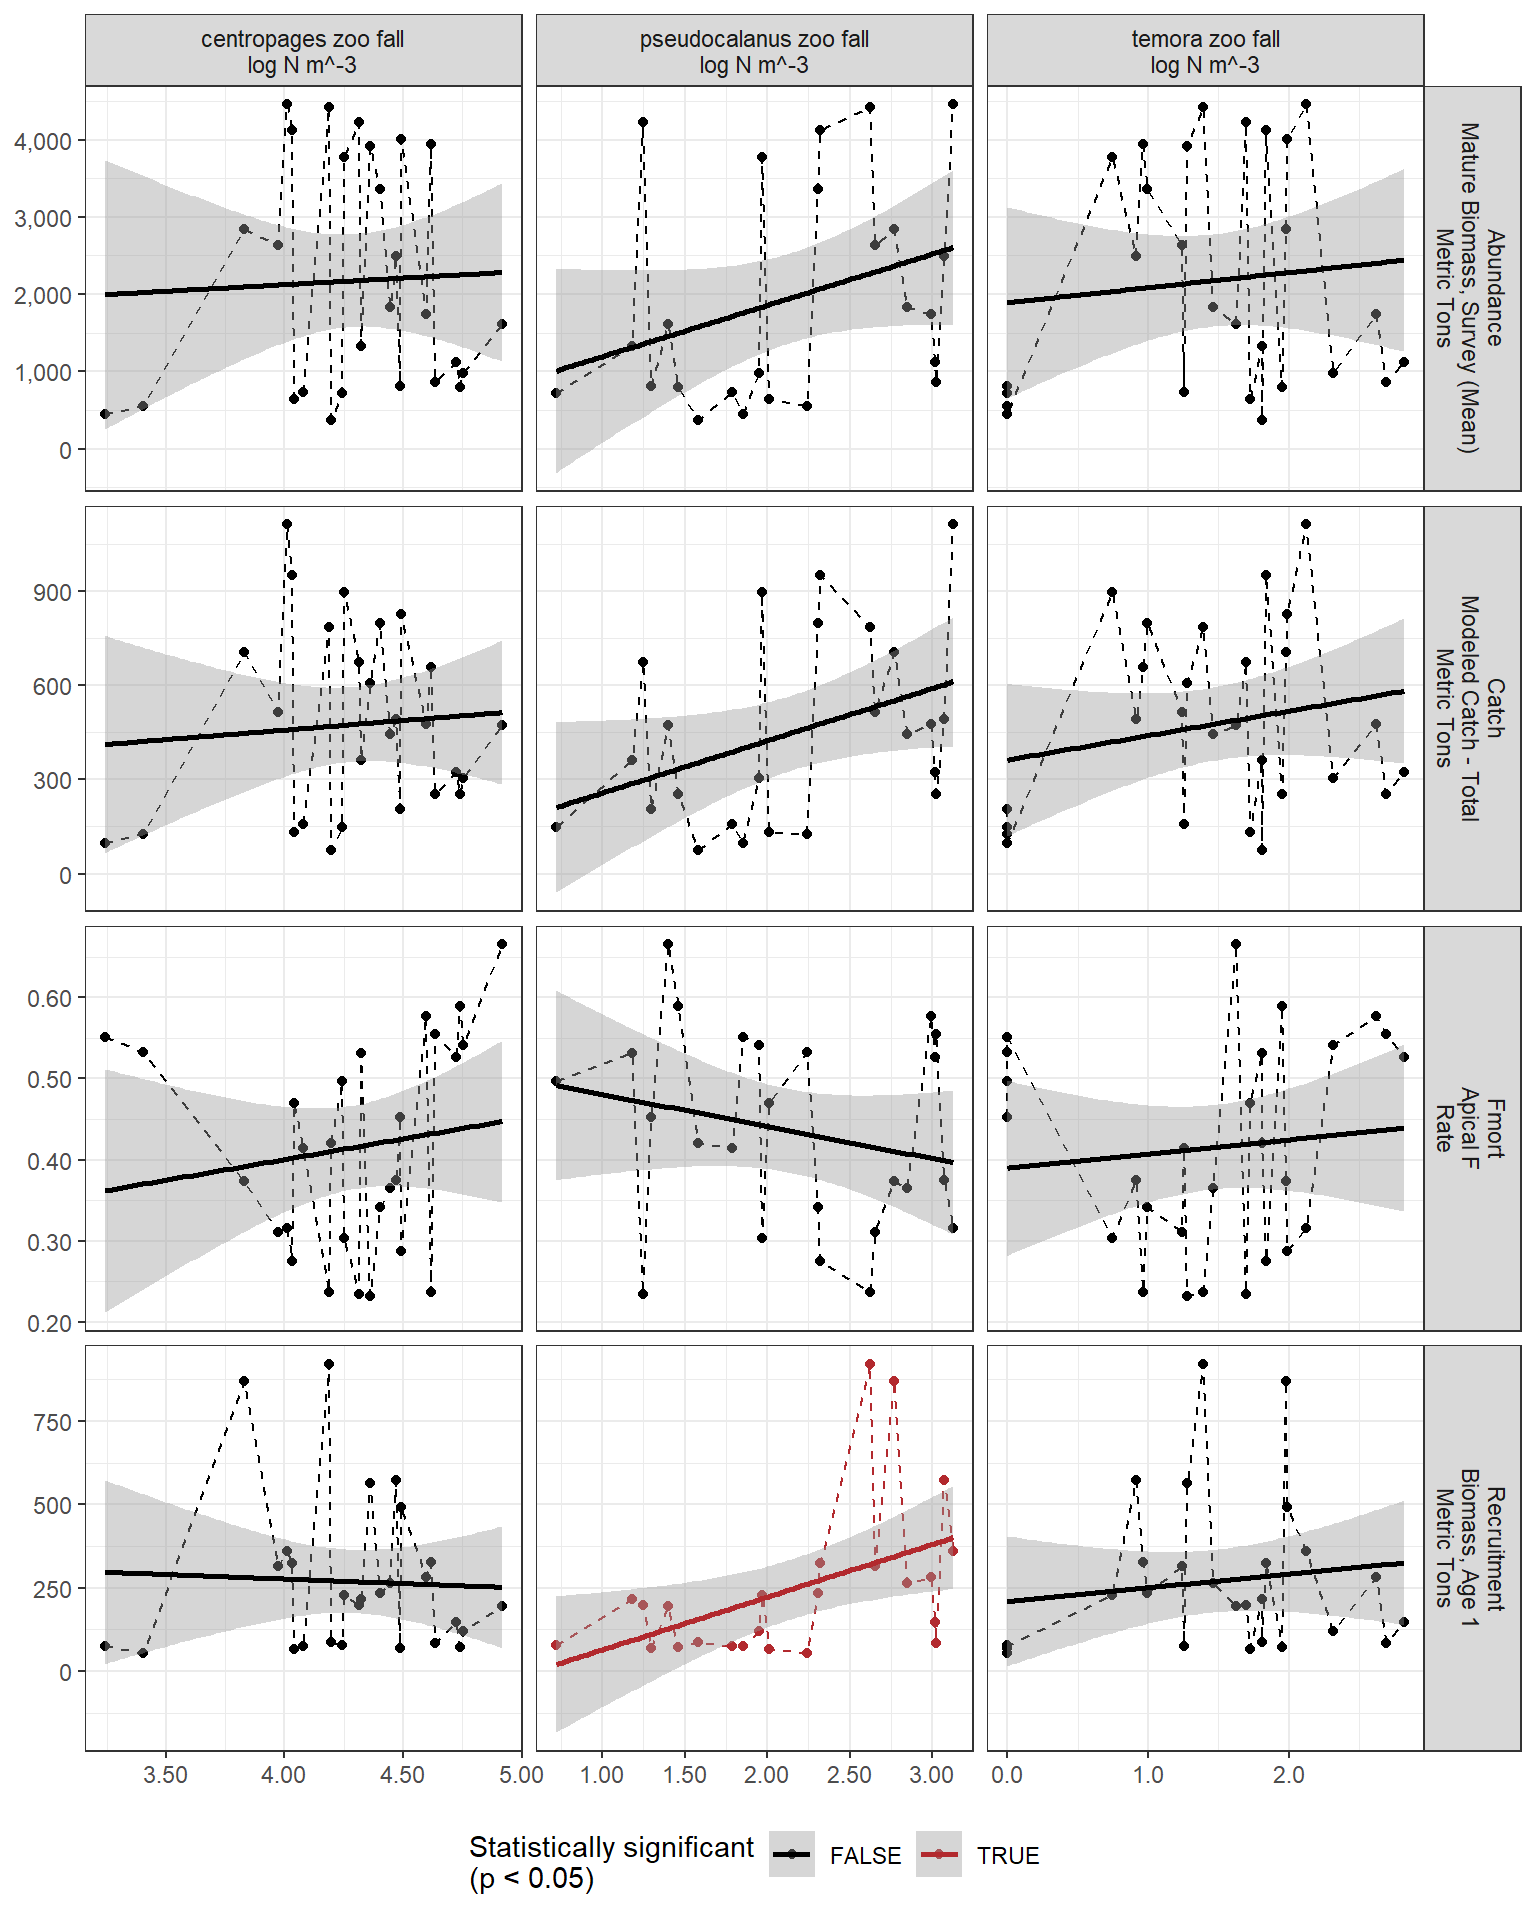 centropages zoo fall
log N m^-3
pseudocalanus zoo fall
log N m^-3
temora zoo fall
log N m^-3
4,000
3,000
2,000
1,000
0
Abundance
Mature Biomass, Survey (Mean)
Metric Tons
900
600
300
0
Catch
Modeled Catch - Total
Metric Tons
0.60
0.50
0.40
0.30
0.20
Fmort
Apical F
Rate
750
500
250
0
Recruitment
Biomass, Age 1
Metric Tons
3.50 4.00 4.50 5.00
1.00 1.50 2.00 2.50 3.00
0.0 1.0 2.0
Statistically significant
(p < 0.05)
FALSE
TRUE